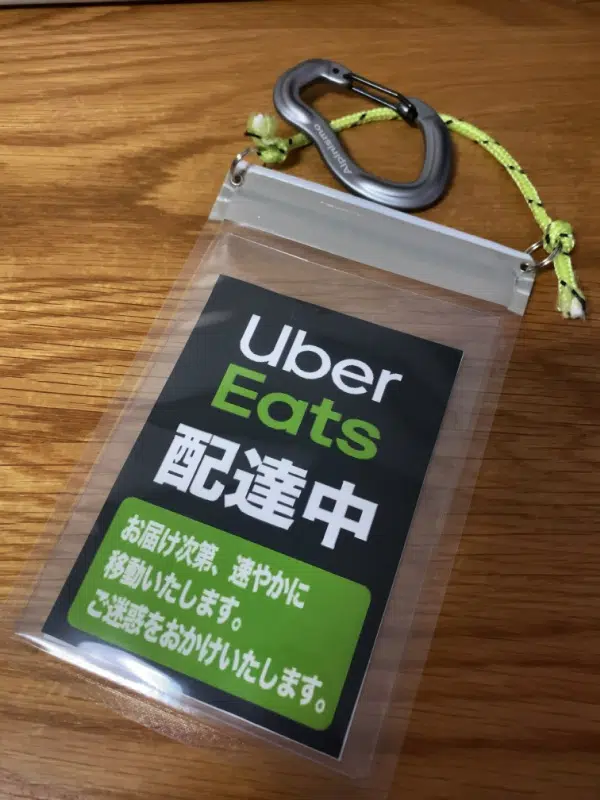 Alpinismo
Uber
Eats
配達中
お届け次第、速やかに
移動いたします。
ご迷惑をおかけいたします。